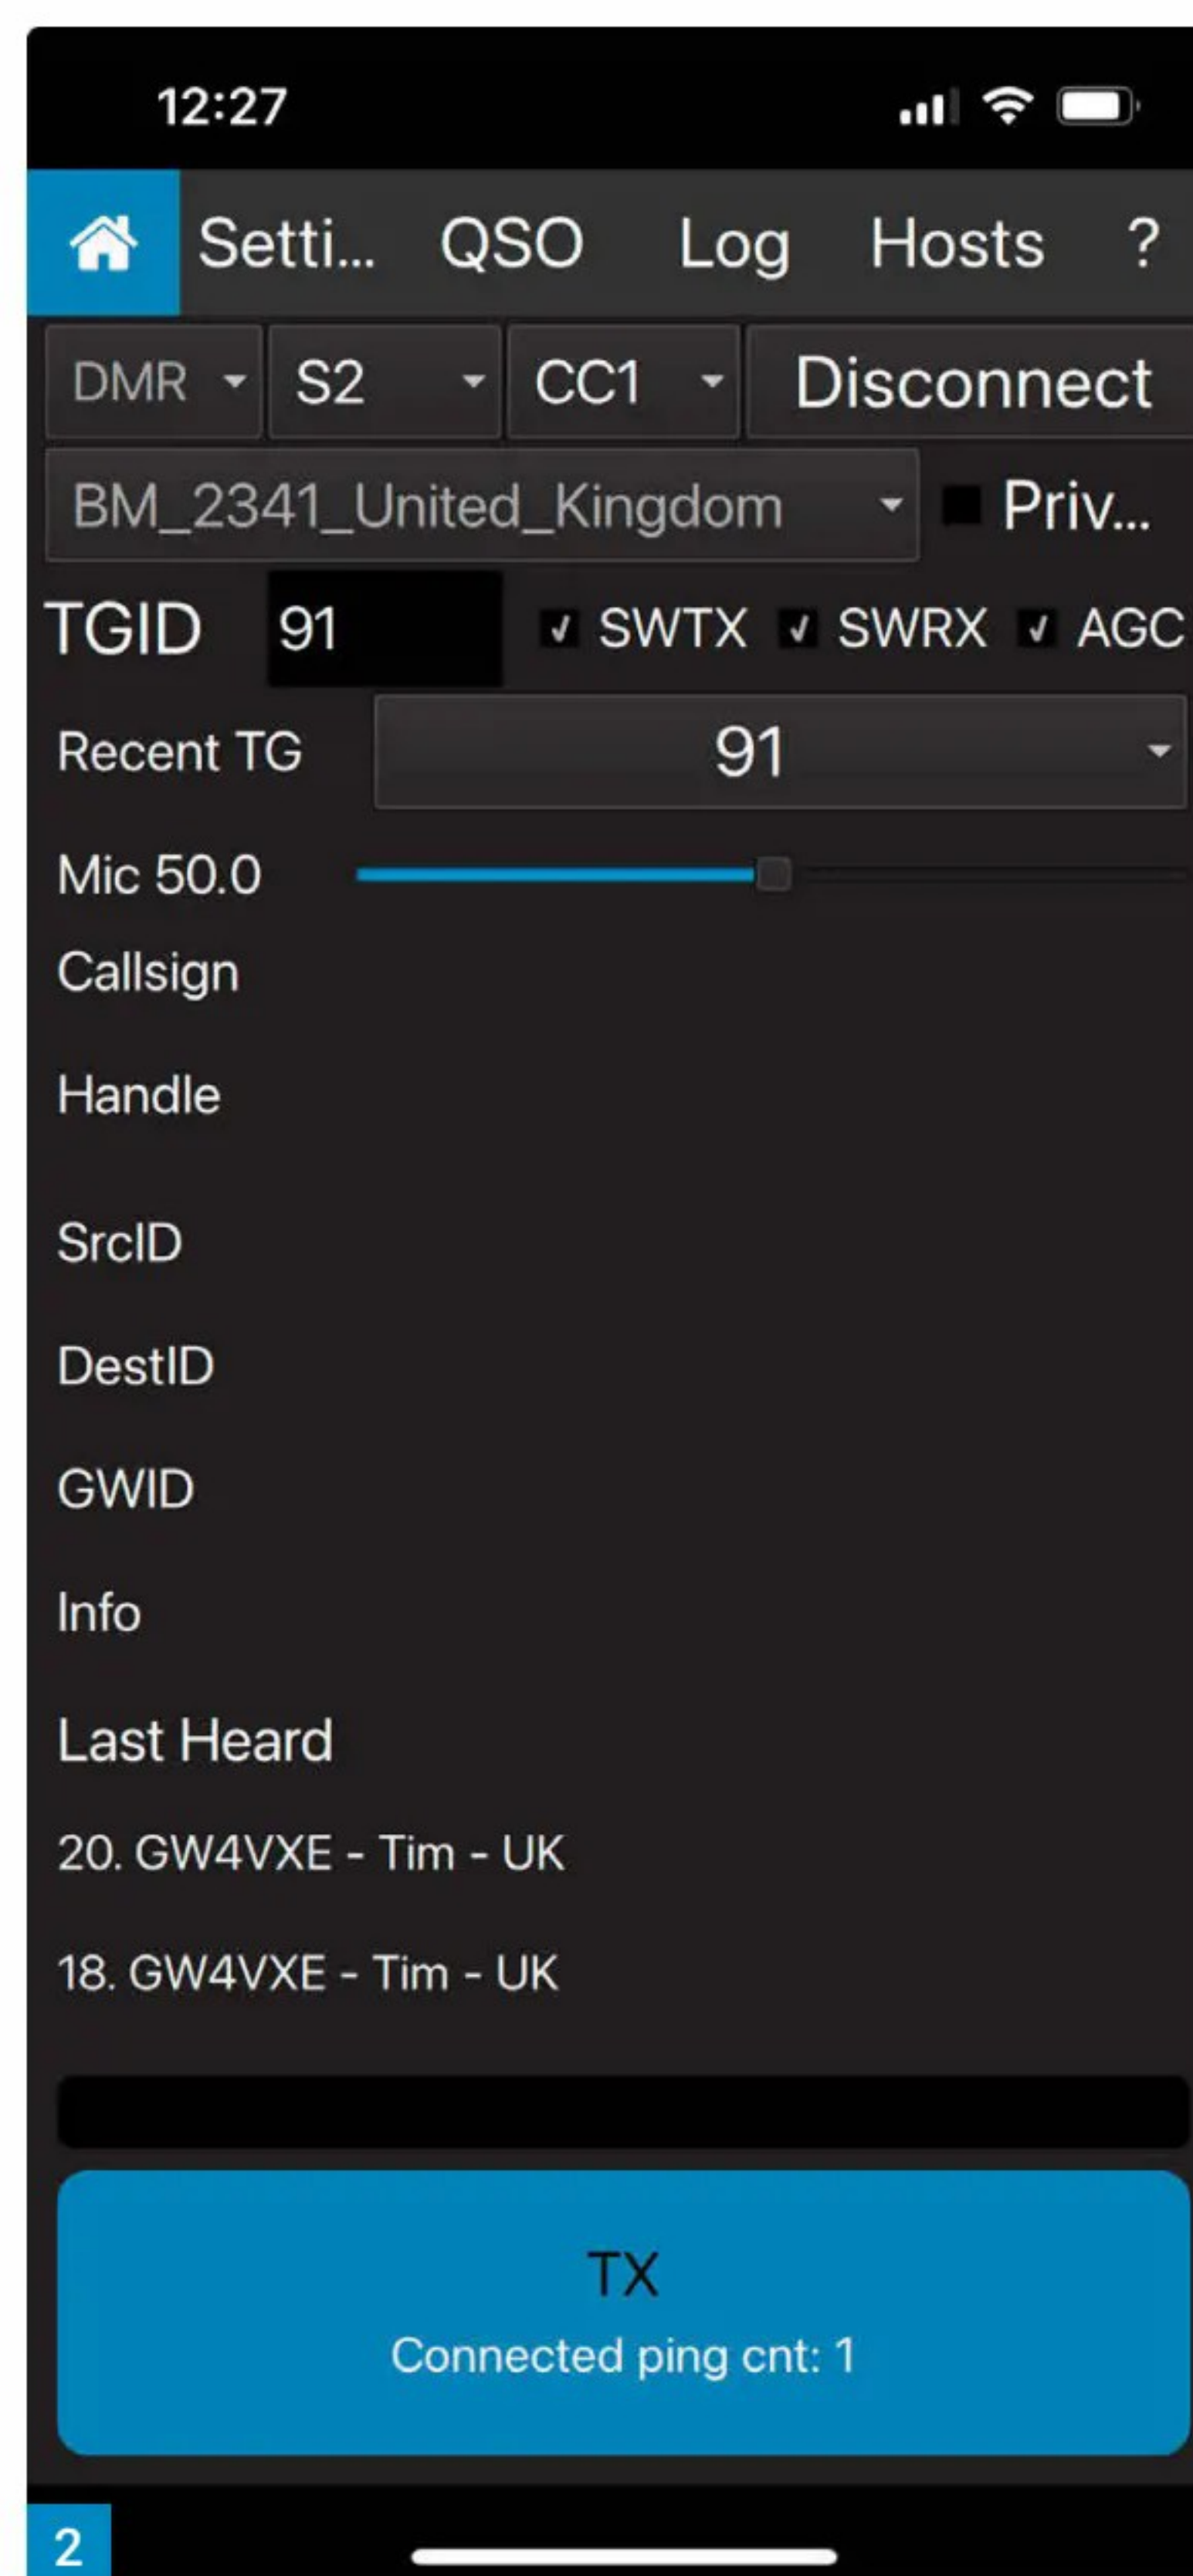 12:27
Setti... QSO Log Hosts ?
DMR S2 CC1 Disconnect
BM_2341_United_Kingdom Priv...
TGID 91 SWTX SWRX AGC
Recent TG 91
Mic 50.0
Callsign
Handle
SrcID
DestID
GWID
Info
Last Heard
20. GW4VXE - Tim - UK
18. GW4VXE - Tim - UK
TX
Connected ping cnt: 1
2